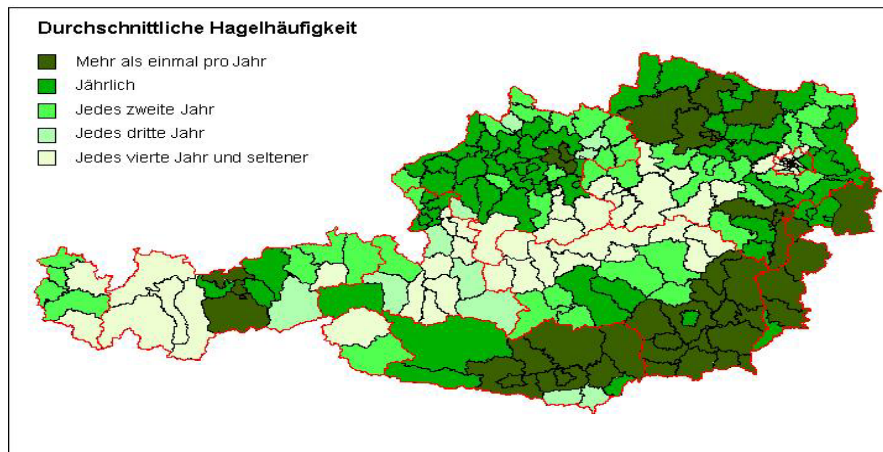 Durchschnittliche Hagelhäufigkeit
Mehr als einmal pro Jahr
Jährlich
Jedes zweite Jahr
Jedes dritte Jahr
Jedes vierte Jahr und seltener